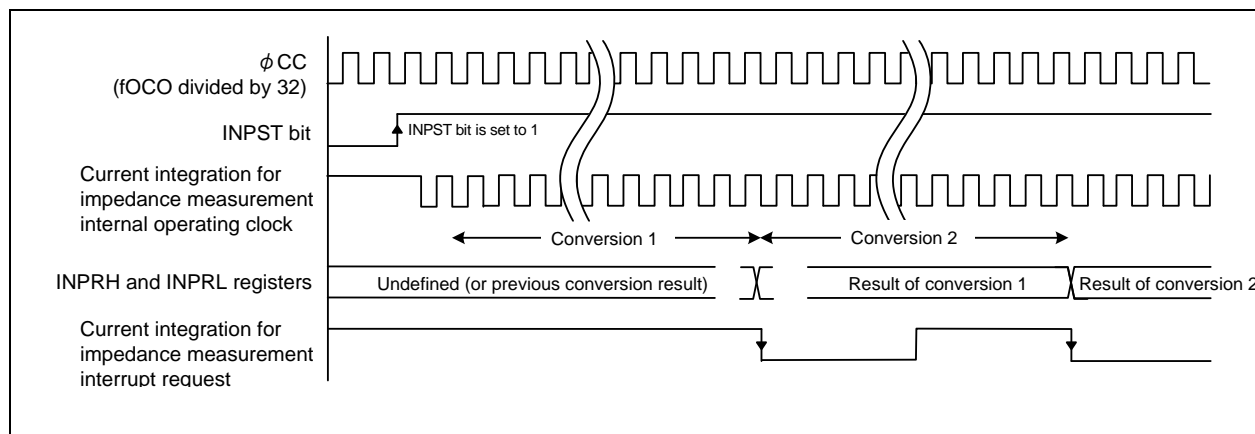 ϕ CC
(fOCO divided by 32)
INPST bit
INPST bit is set to 1
Current integration for
impedance measurement
internal operating clock
Conversion 1
Conversion 2
INPRH and INPRL registers
Undefined (or previous conversion result)
Result of conversion 1
Result of conversion 2
Current integration for
impedance measurement
interrupt request